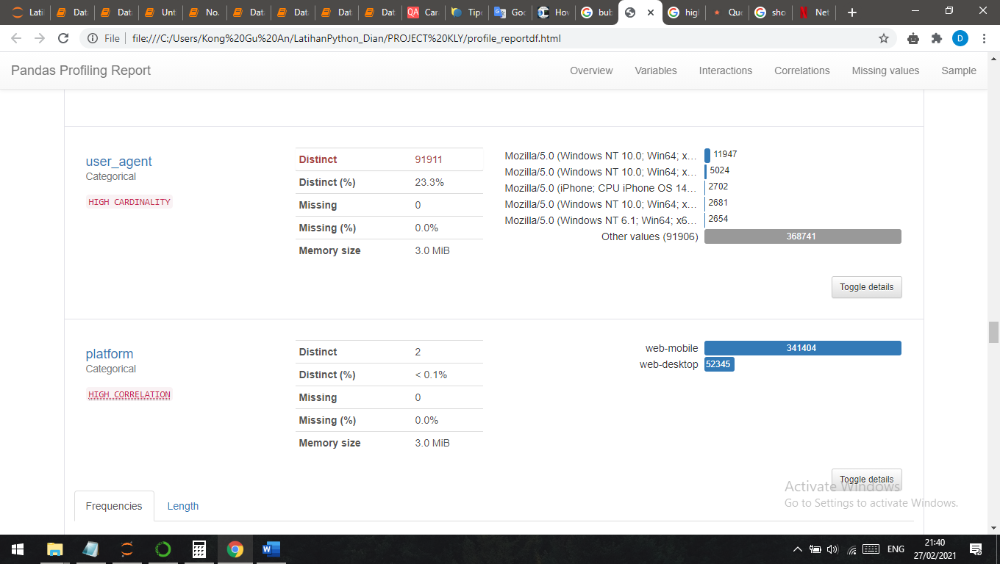 Lati Dat Dat Unt No. Dat Dat Dat Dat QA Car Tip Goo Hov bub higl Que sho Net
File file:///C:/Users/Kong%20Gu%20An/LatihanPython_Dian/PROJECT%20KLY/profile_reportdf.html D
Pandas Profiling Report Overview Variables Interactions Correlations Missing values Sample
user_agent
Categorical
HIGH CARDINALITY
Distinct 91911
Distinct (%) 23.3%
Missing 0
Missing (%) 0.0%
Memory size 3.0 MiB
Mozilla/5.0 (Windows NT 10.0; Win64; x... 11947
Mozilla/5.0 (Windows NT 10.0; Win64; x... 5024
Mozilla/5.0 (iPhone; CPU iPhone OS 14... 2702
Mozilla/5.0 (Windows NT 10.0; Win64; x... 2681
Mozilla/5.0 (Windows NT 6.1; Win64; x6... 2654
Other values (91906) 368741
Toggle details
platform
Categorical
HIGH CORRELATION
Distinct 2
Distinct (%) < 0.1%
Missing 0
Missing (%) 0.0%
Memory size 3.0 MiB
web-mobile 341404
web-desktop 52345
Toggle details
Activate Windows
Go to Settings to activate Windows.
Frequencies Length
ENG
21:40
27/02/2021